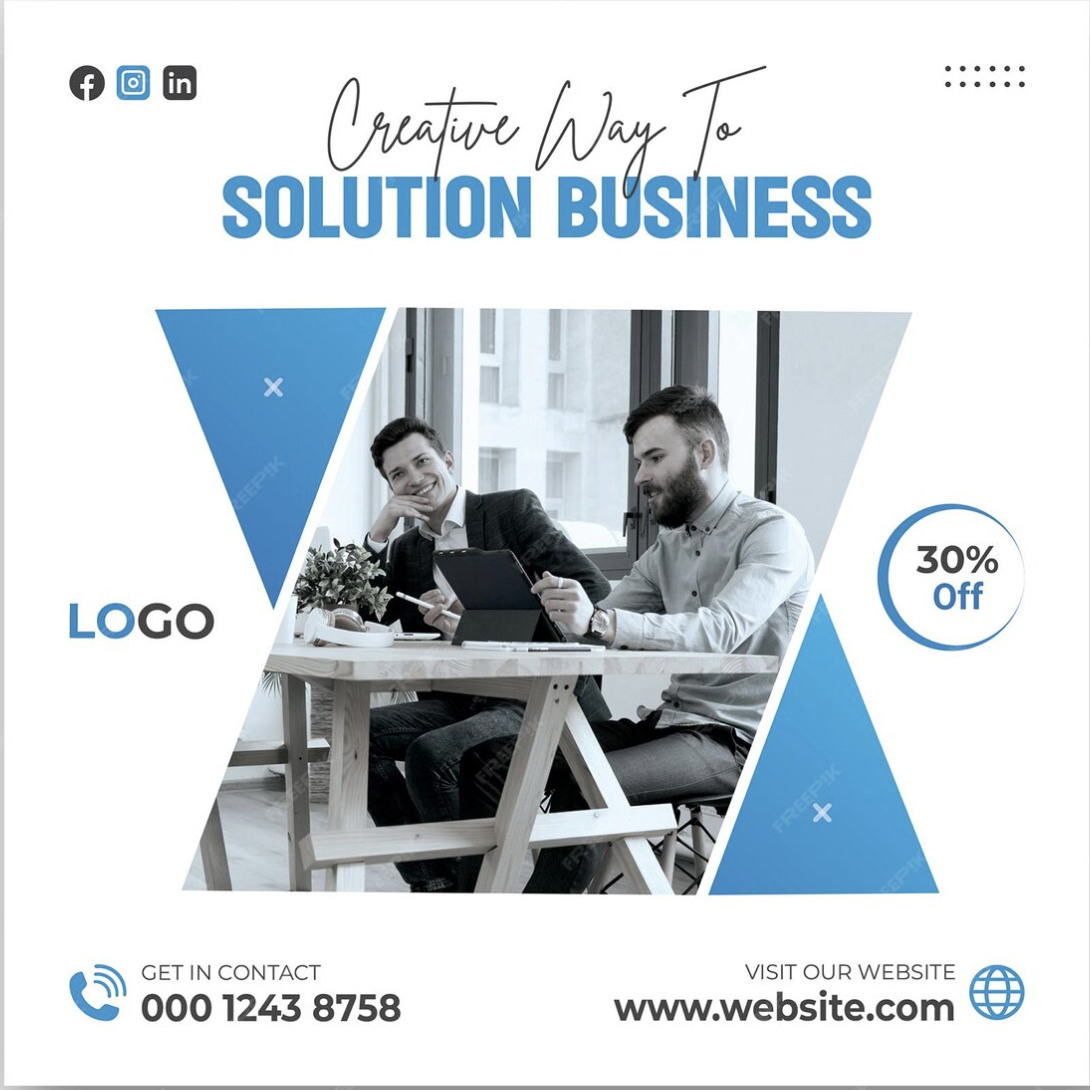 Creative Way To
SOLUTION BUSINESS
30%
Off
LOGO
GET IN CONTACT
000 1243 8758
VISIT OUR WEBSITE
www.website.com
FREEPIK